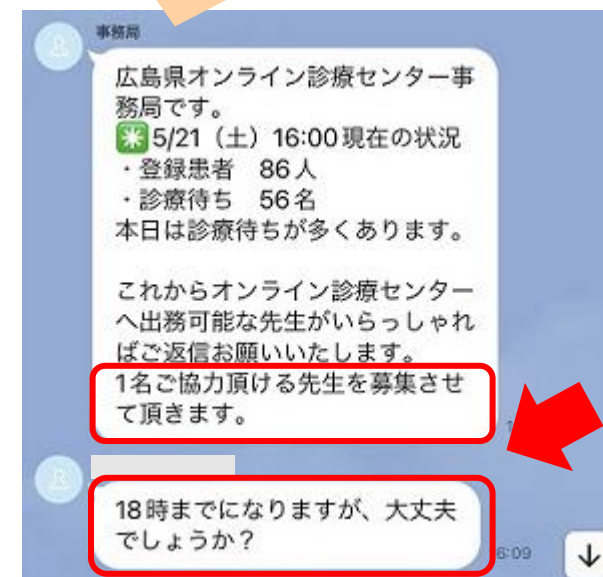 事務局
広島県オンライン診療センター事
務局です。
✳️5/21（土）16:00現在の状況
・登録患者　86人
・診療待ち　56名
本日は診療待ちが多くあります。
これからオンライン診療センター
へ出務可能な先生がいらっしゃれ
ばご返信お願いいたします。
1名ご協力頂ける先生を募集させ
て頂きます。
18時までになりますが、大丈夫
でしょうか？
6:09